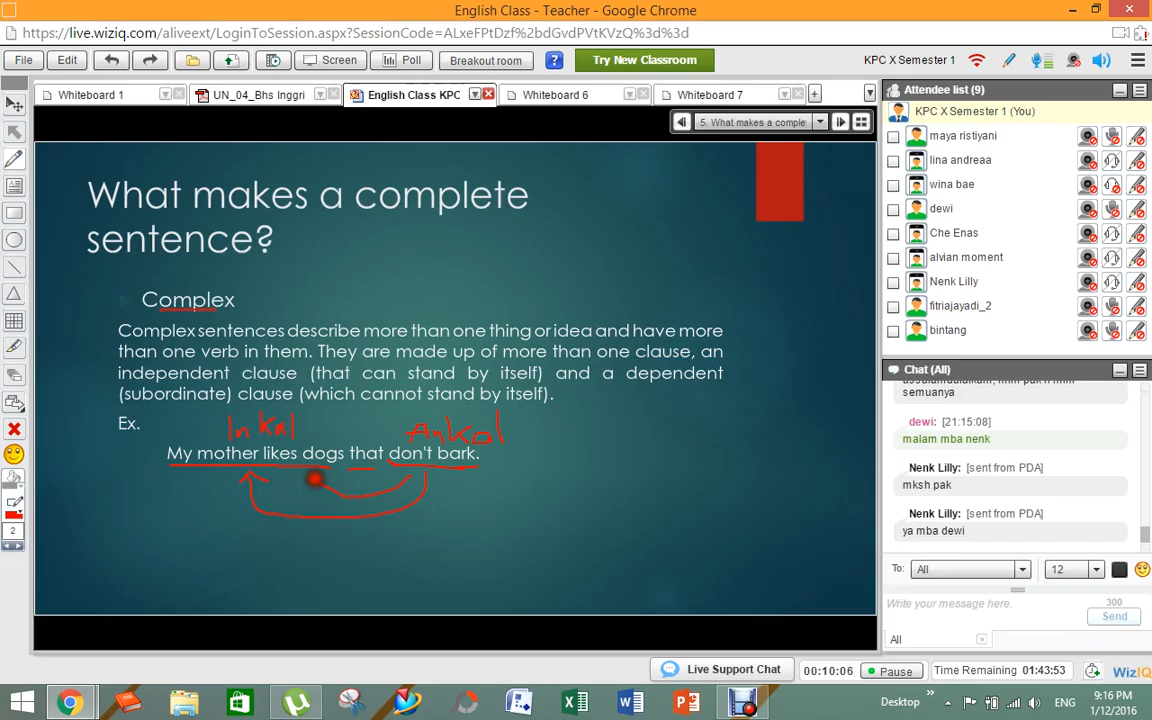 English Class - Teacher - Google Chrome
https://live.wiziq.com/aliveext/LoginToSession.aspx?SessionCode=ALxeFPtDzf%2bdGvdPVtKVzQ%3d%3d
File Edit Screen Poll Breakout room ? Try New Classroom KPC X Semester 1
Whiteboard 1 UN_04_Bhs Inggri English Class KPC Whiteboard 6 Whiteboard 7
5. What makes a comple
What makes a complete
sentence?
Complex
Complex sentences describe more than one thing or idea and have more
than one verb in them. They are made up of more than one clause, an
independent clause (that can stand by itself) and a dependent
(subordinate) clause (which cannot stand by itself).
Ex.
My mother likes dogs that don't bark.
2
Attendee list (9)
KPC X Semester 1 (You)
maya ristiyani
lina andreaa
wina bae
dewi
Che Enas
alvian moment
Nenk Lilly
fitriajayadi_2
bintang
Chat (All)
semuanya
dewi: [21:15:08]
malam mba nenk
Nenk Lilly: [sent from PDA]
mksh pak
Nenk Lilly: [sent from PDA]
ya mba dewi
To: All 12
Write your message here. 300
Send
All
Live Support Chat 00:10:06 Pause Time Remaining 01:43:53 WizIQ
Desktop 9:16 PM
1/12/2016